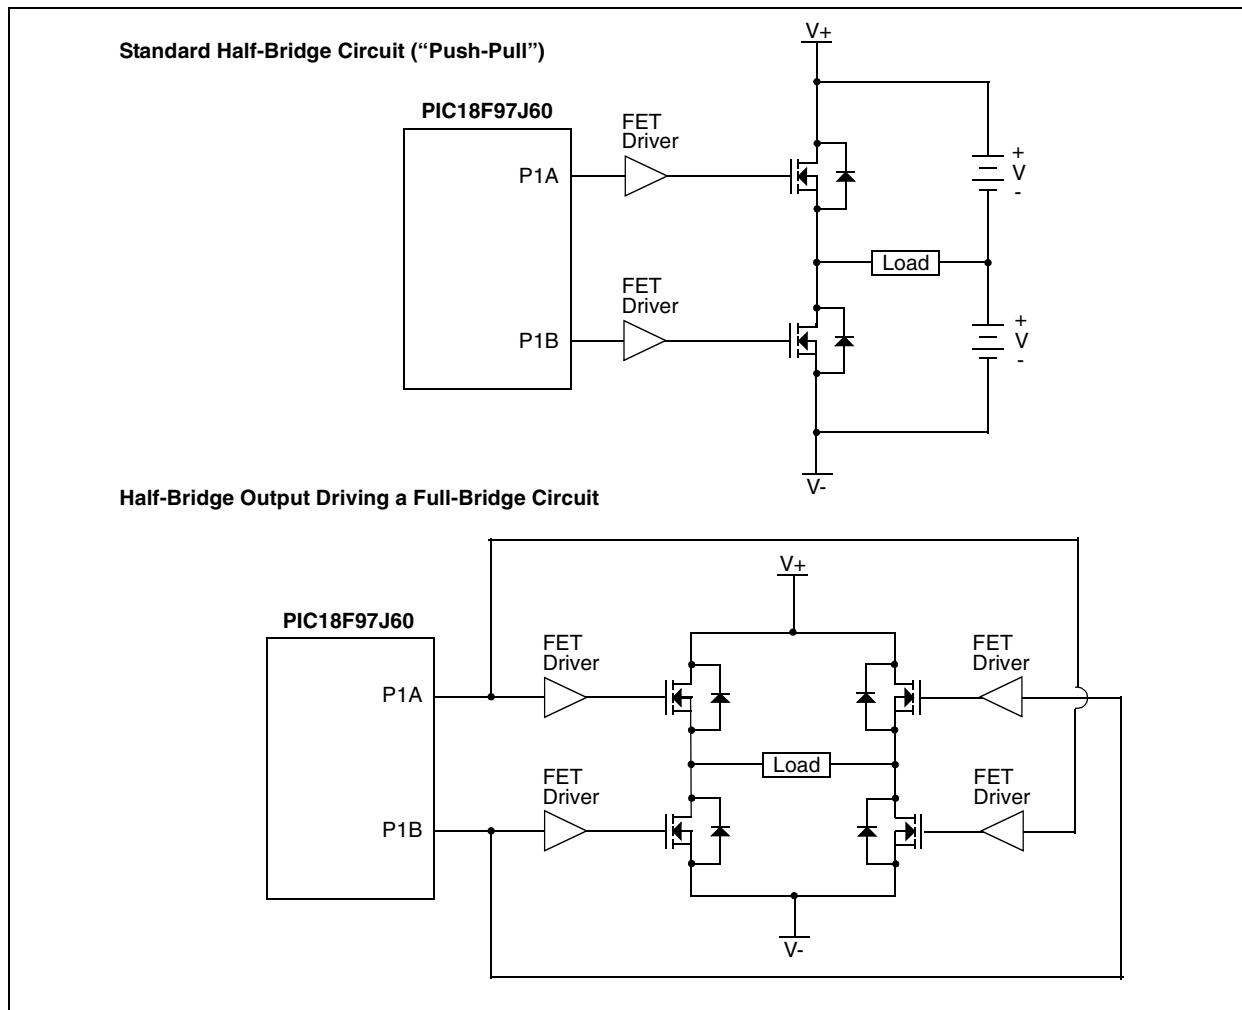 Standard Half-Bridge Circuit (“Push-Pull”)
V+
PIC18F97J60
FET
Driver
P1A
+
V
-
Load
FET
Driver
P1B
+
V
-
V-
Half-Bridge Output Driving a Full-Bridge Circuit
V+
PIC18F97J60
FET
Driver
FET
Driver
P1A
Load
FET
Driver
FET
Driver
P1B
V-